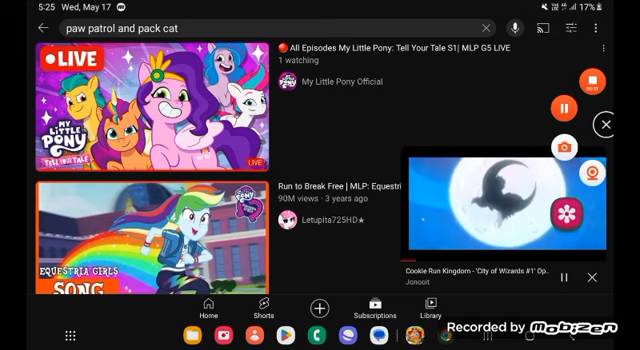 5:25 Wed, May 17
17%
paw patrol and pack cat
LIVE
MY LITTLE PONY
TELL YOUR TALE
LIVE
All Episodes My Little Pony: Tell Your Tale S1| MLP G5 LIVE
1 watching
My Little Pony Official
EQUESTRIA GIRLS
SONG
Run to Break Free | MLP: Equestri
90M views · 3 years ago
Letupita725HD★
Cookie Run Kingdom - 'City of Wizards #1' Op..
Jonooit
Home
Shorts
Subscriptions
Library
Recorded by Mobizen